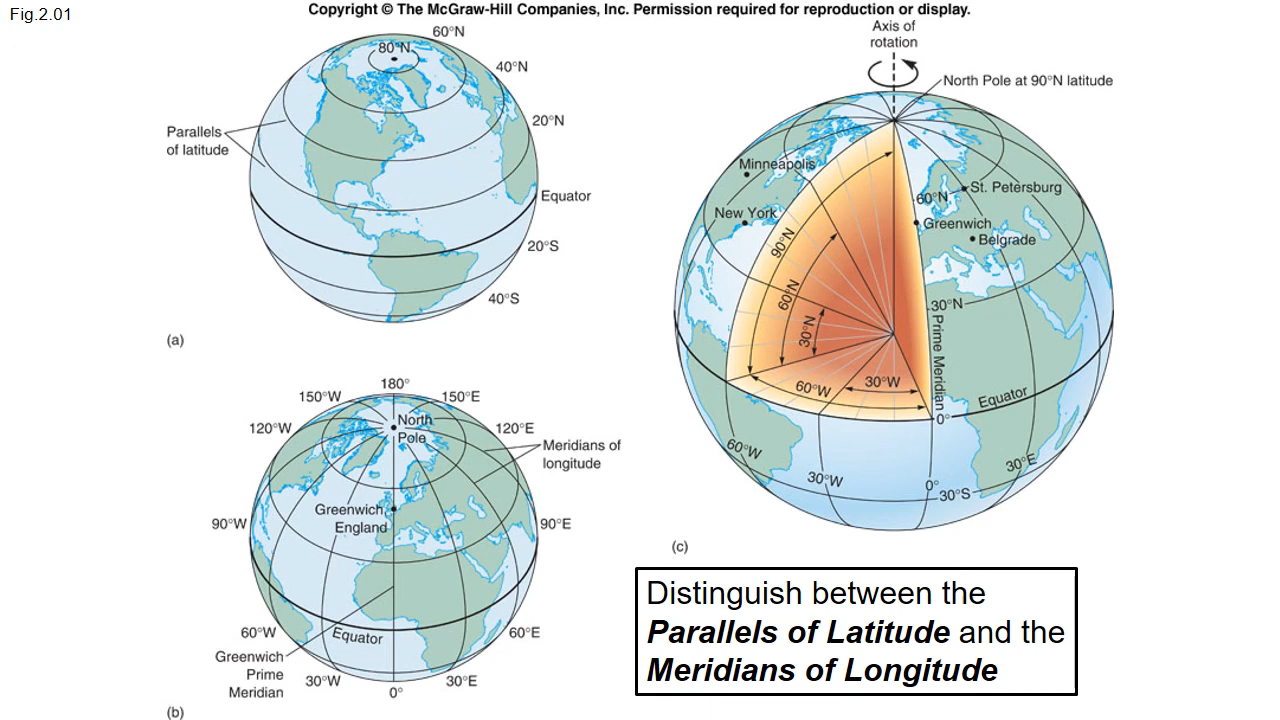 Fig.2.01
Copyright © The McGraw-Hill Companies, Inc. Permission required for reproduction or display.
60°N
80°N
40°N
20°N
Parallels
of latitude
Equator
20°S
40°S
(a)
180°
150°W
150°E
North
Pole
120°W
120°E
Meridians of
longitude
Greenwich,
England
90°W
90°E
60°W
Equator
60°E
Greenwich
Prime
Meridian
30°W
0°
30°E
(b)
Axis of
rotation
North Pole at 90°N latitude
Minneapolis
St. Petersburg
60°N
New York
Greenwich
Belgrade
90°N
60°N
30°N
30°N
Prime Meridian
60°W
30°W
0°
Equator
60°W
30°W
0°
30°S
30°E
(c)
Distinguish between the
Parallels of Latitude and the
Meridians of Longitude